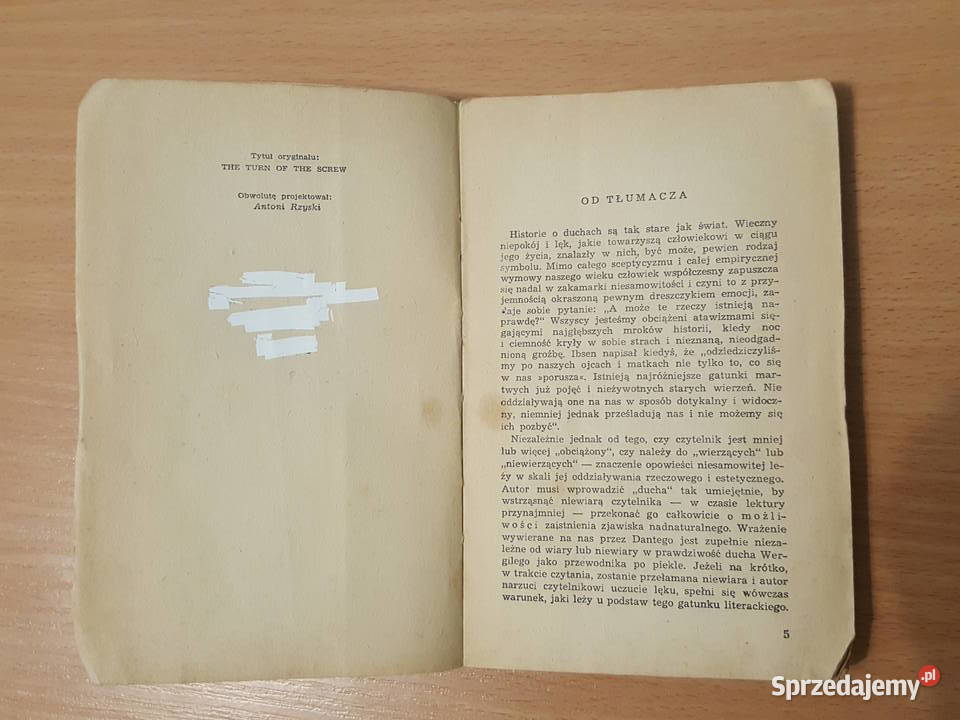 Tytuł oryginału:
THE TURN OF THE SCREW
Obwolutę projektował:
Antoni Rzyski
OD TŁUMACZA
Historie o duchach są tak stare jak świat. Wieczny
niepokój i lęk, jakie towarzyszą człowiekowi w ciągu
jego życia, znalazły w nich, być może, pewien rodzaj
symbolu. Mimo całego sceptycyzmu i całej empirycznej
wymowy naszego wieku człowiek współczesny zapuszcza
się nadal w zakamarki niesamowitości i czyni to z przy-
jemnością okraszoną pewnym dreszczykiem emocji, za-
daje sobie pytanie: „A może te rzeczy istnieją na-
prawdę?“ Wszyscy jesteśmy obciążeni atawizmami się-
gającymi najgłębszych mroków historii, kiedy noc
i ciemność kryły w sobie strach i nieznaną, nieodgad-
nioną groźbę. Ibsen napisał kiedyś, że „odziedziczyliś-
my po naszych ojcach i matkach nie tylko to, co się
w nas »porusza«. Istnieją najróżniejsze gatunki mar-
twych już pojęć i nieżywotnych starych wierzeń. Nie
oddziaływają one na nas w sposób dotykalny i widocz-
ny, niemniej jednak prześladują nas i nie możemy się
ich pozbyć“.
Niezależnie jednak od tego, czy czytelnik jest mniej
lub więcej „obciążony“, czy należy do „wierzących“ lub
„niewierzących“ — znaczenie opowieści niesamowitej le-
ży w skali jej oddziaływania rzeczowego i estetycznego.
Autor musi wprowadzić „ducha“ tak umiejętnie, by
wstrząsnąć niewiarą czytelnika — w czasie lektury
przynajmniej — przekonać go całkowicie o możli-
wości zaistnienia zjawiska nadnaturalnego. Wrażenie
wywierane na nas przez Dantego jest zupełnie nieza-
leżne od wiary lub niewiary w prawdziwość ducha Wer-
gilego jako przewodnika po piekle. Jeżeli na krótko,
w trakcie czytania, zostanie przełamana niewiara i autor
narzuci czytelnikowi uczucie lęku, spełni się wówczas
warunek, jaki leży u podstaw tego gatunku literackiego.
5
Sprzedajemy.pl